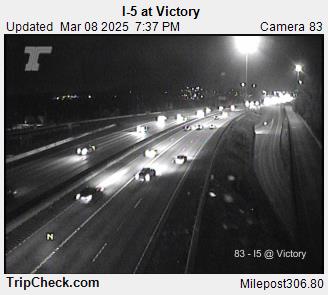 I-5 at Victory
Updated Mar 08 2025 7:37 PM Camera 83
T
N
83 - I5 @ Victory
TripCheck.com Milepost306.80